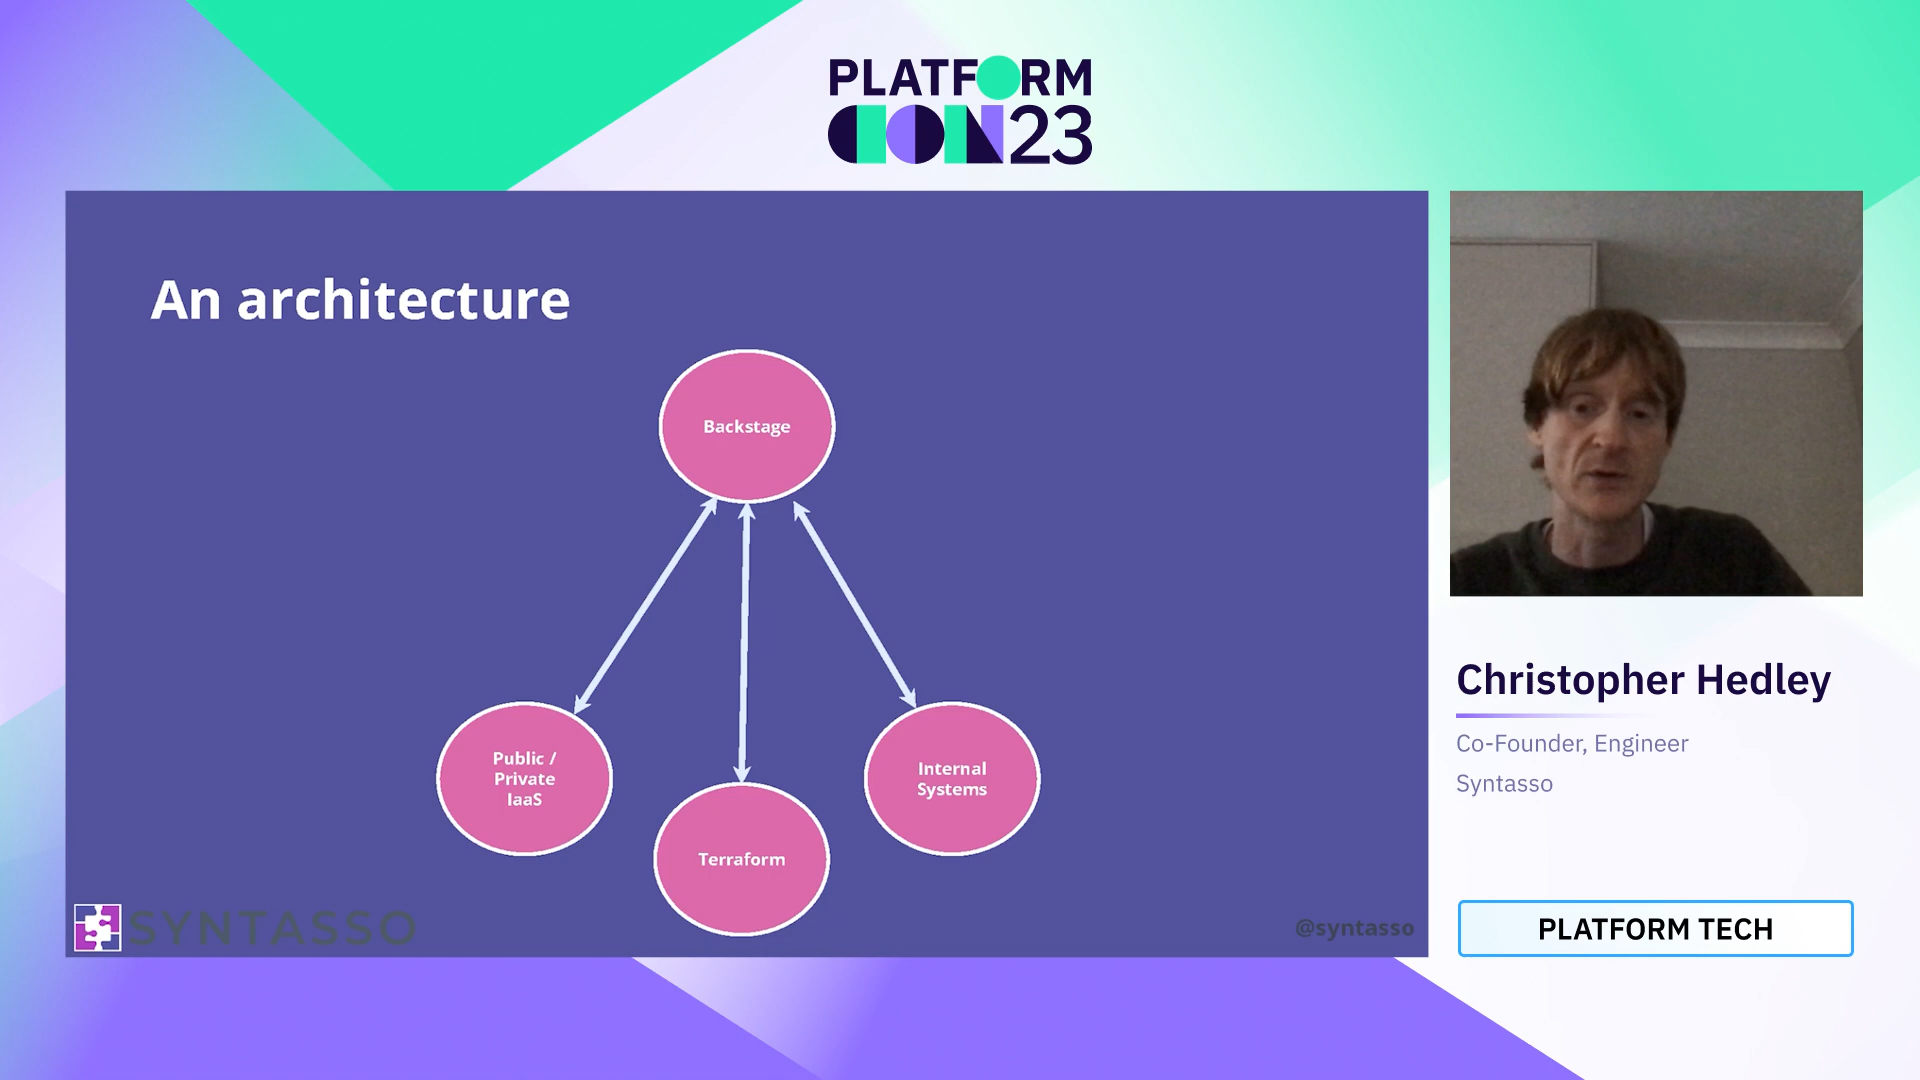 PLATFORM
CON23
An architecture
Backstage
Public /
Private
IaaS
Terraform
Internal
Systems
SYNTASSO
@syntasso
Christopher Hedley
Co-Founder, Engineer
Syntasso
PLATFORM TECH